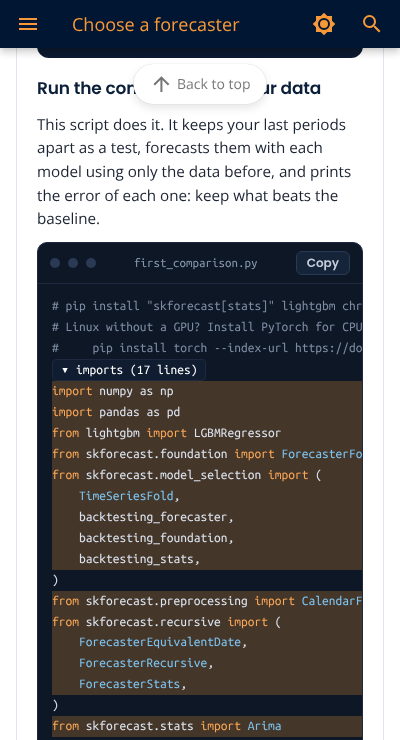 Choose a forecaster
Run the con ur data
Back to top
This script does it. It keeps your last periods
apart as a test, forecasts them with each
model using only the data before, and prints
the error of each one: keep what beats the
baseline.
first_comparison.py
Copy
# pip install "skforecast[stats]" lightgbm chr
# Linux without a GPU? Install PyTorch for CPU
#     pip install torch --index-url https://do
▾ imports (17 lines)
import numpy as np
import pandas as pd
from lightgbm import LGBMRegressor
from skforecast.foundation import ForecasterFo
from skforecast.model_selection import (
    TimeSeriesFold,
    backtesting_forecaster,
    backtesting_foundation,
    backtesting_stats,
)
from skforecast.preprocessing import CalendarF
from skforecast.recursive import (
    ForecasterEquivalentDate,
    ForecasterRecursive,
    ForecasterStats,
)
from skforecast.stats import Arima